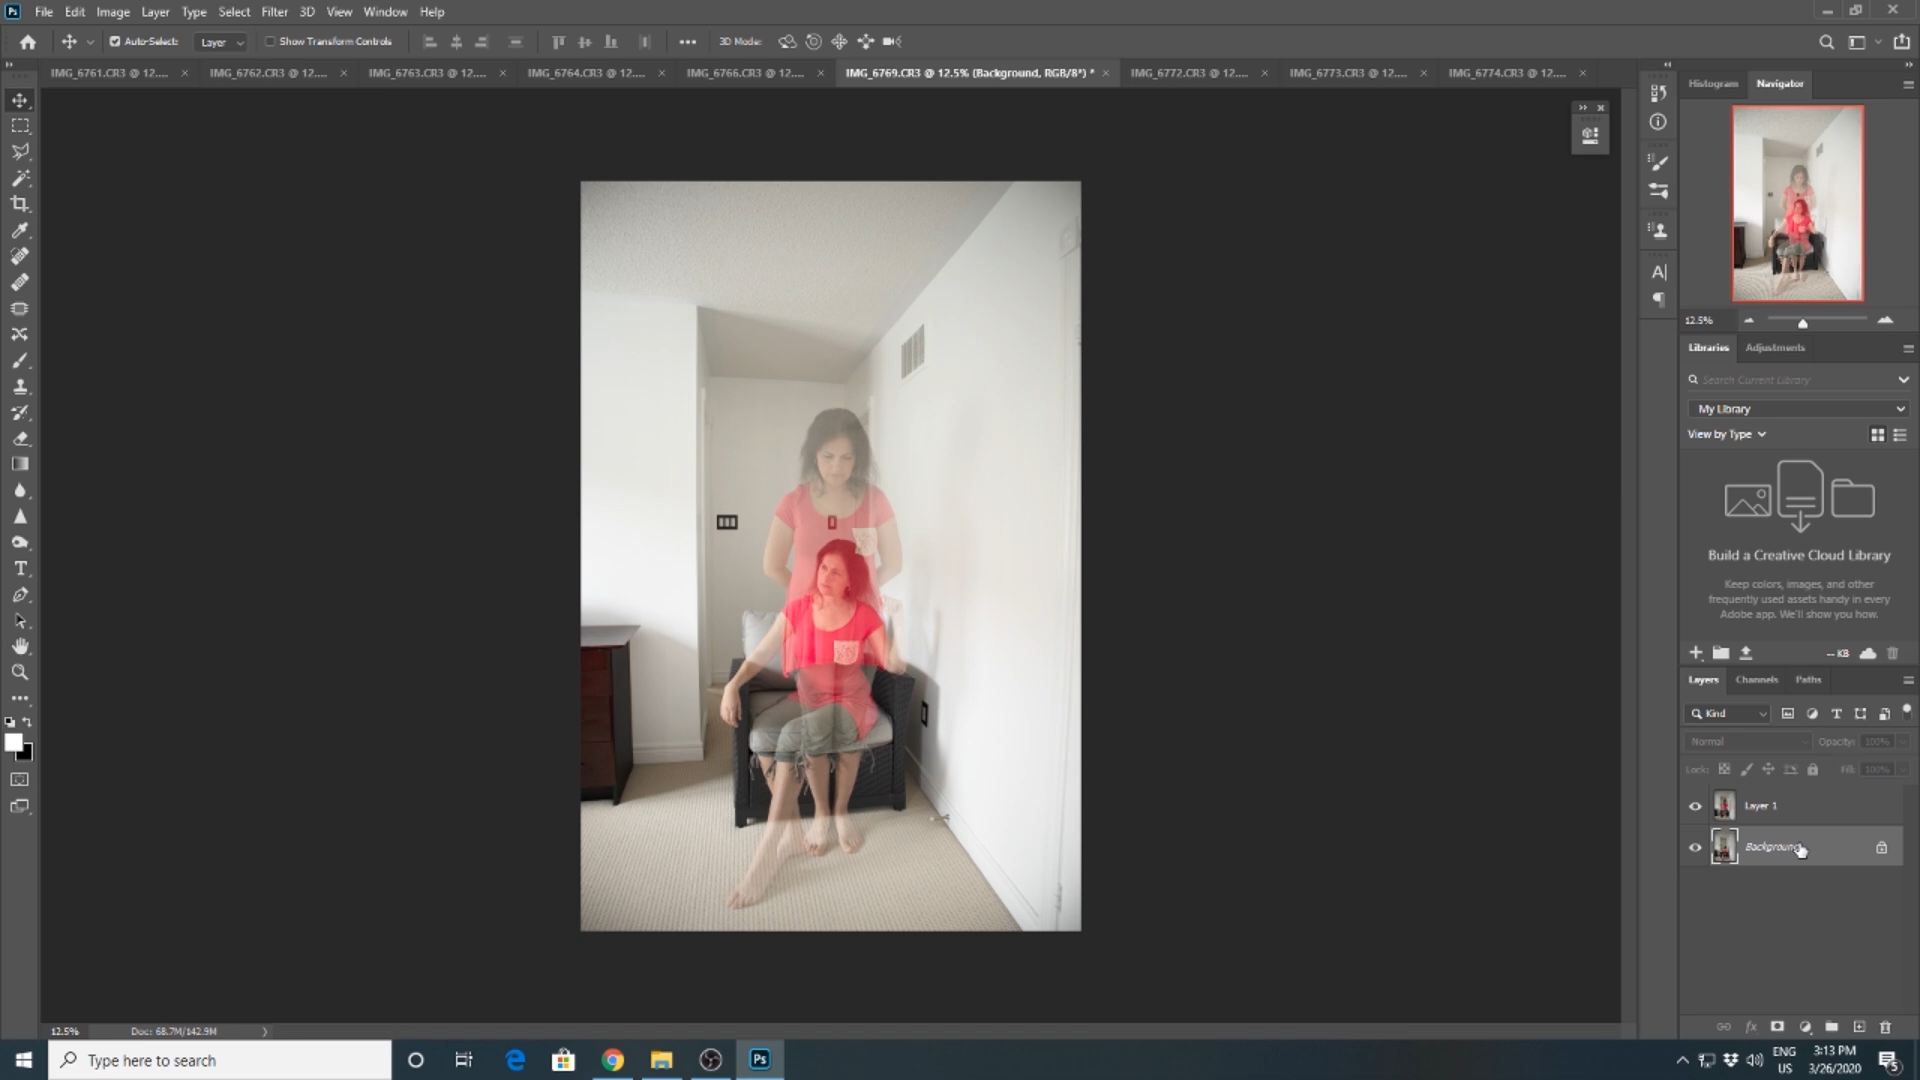 Ps File Edit Image Layer Type Select Filter 3D View Window Help
Auto-Select: Layer Show Transform Controls 3D Mode:
IMG_6761.CR3 @ 12.... × IMG_6762.CR3 @ 12.... × IMG_6763.CR3 @ 12.... × IMG_6764.CR3 @ 12.... × IMG_6766.CR3 @ 12.... × IMG_6769.CR3 @ 12.5% (Background, RGB/8*) * × IMG_6772.CR3 @ 12.... × IMG_6773.CR3 @ 12.... × IMG_6774.CR3 @ 12.... ×
Histogram Navigator
12.5%
Libraries Adjustments
Search Current Library
My Library
View by Type
Build a Creative Cloud Library
Keep colors, images, and other
frequently used assets handy in every
Adobe app. We'll show you how.
-- KB
Layers Channels Paths
Kind
Normal Opacity: 100%
Lock: Fill: 100%
Layer 1
Background
12.5% Doc: 68.7M/142.9M
Type here to search
Ps
ENG
US
3:13 PM
3/26/2020
5